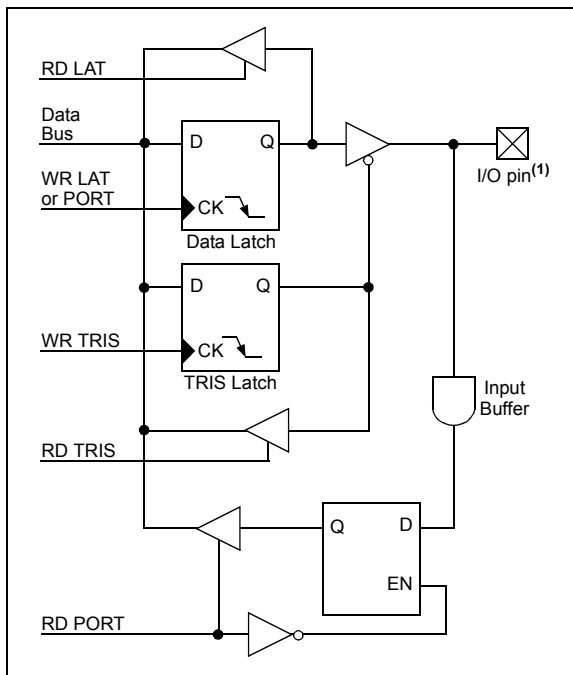 RD LAT
Data
Bus
D
Q
I/O pin(1)
WR LAT
or PORT
CK
Data Latch
D
Q
WR TRIS
CK
TRIS Latch
Input
Buffer
RD TRIS
Q
D
EN
RD PORT